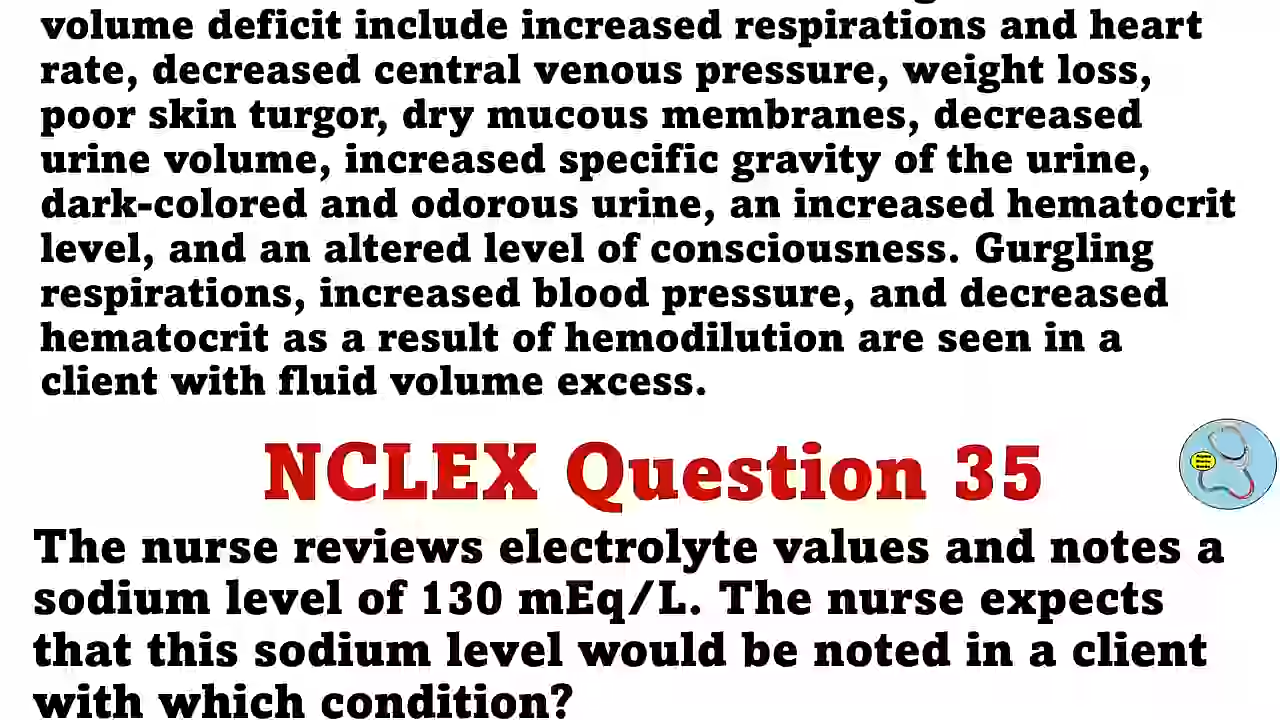 volume deficit include increased respirations and heart
rate, decreased central venous pressure, weight loss,
poor skin turgor, dry mucous membranes, decreased
urine volume, increased specific gravity of the urine,
dark-colored and odorous urine, an increased hematocrit
level, and an altered level of consciousness. Gurgling
respirations, increased blood pressure, and decreased
hematocrit as a result of hemodilution are seen in a
client with fluid volume excess.
NCLEX Question 35
The nurse reviews electrolyte values and notes a
sodium level of 130 mEq/L. The nurse expects
that this sodium level would be noted in a client
with which condition?